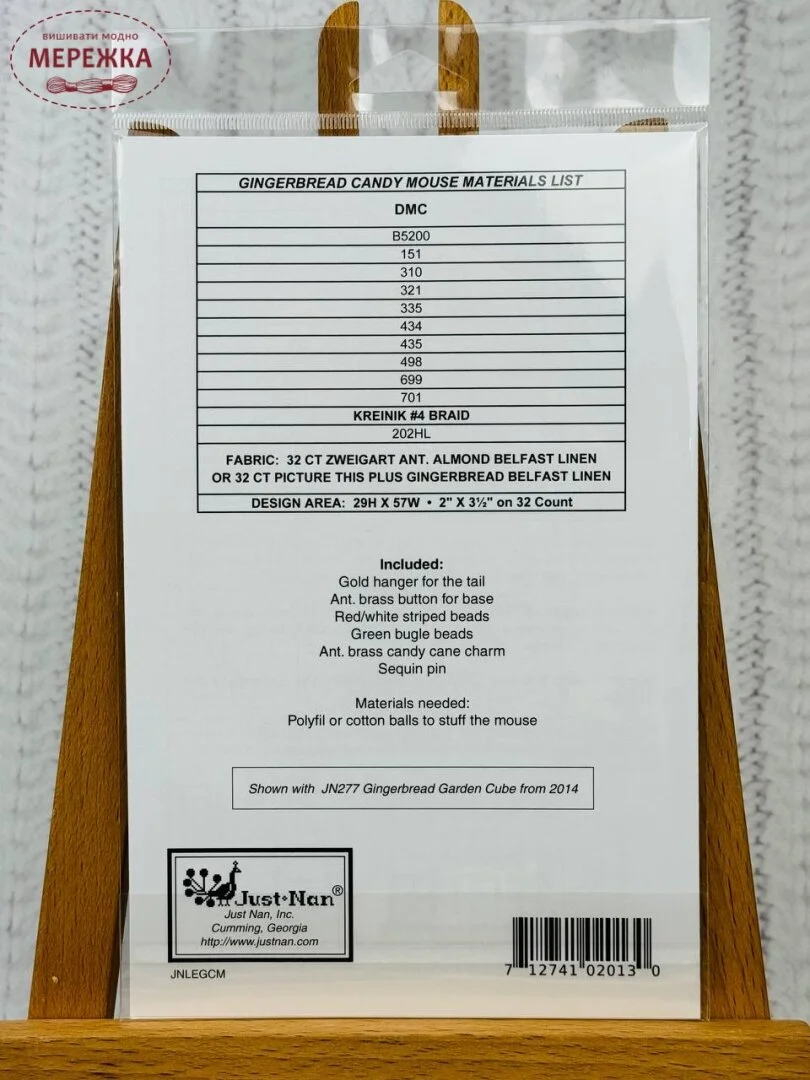 вишивати модно
МЕРЕЖКА
GINGERBREAD CANDY MOUSE MATERIALS LIST
DMC
B5200
151
310
321
335
434
435
498
699
701
KREINIK #4 BRAID
202HL
FABRIC: 32 CT ZWEIGART ANT. ALMOND BELFAST LINEN
OR 32 CT PICTURE THIS PLUS GINGERBREAD BELFAST LINEN
DESIGN AREA: 29H X 57W • 2" X 3½" on 32 Count
Included:
Gold hanger for the tail
Ant. brass button for base
Red/white striped beads
Green bugle beads
Ant. brass candy cane charm
Sequin pin
Materials needed:
Polyfil or cotton balls to stuff the mouse
Shown with JN277 Gingerbread Garden Cube from 2014
Just•Nan®
Just Nan, Inc.
Cumming, Georgia
http://www.justnan.com
JNLEGCM
7 12741 02013 0